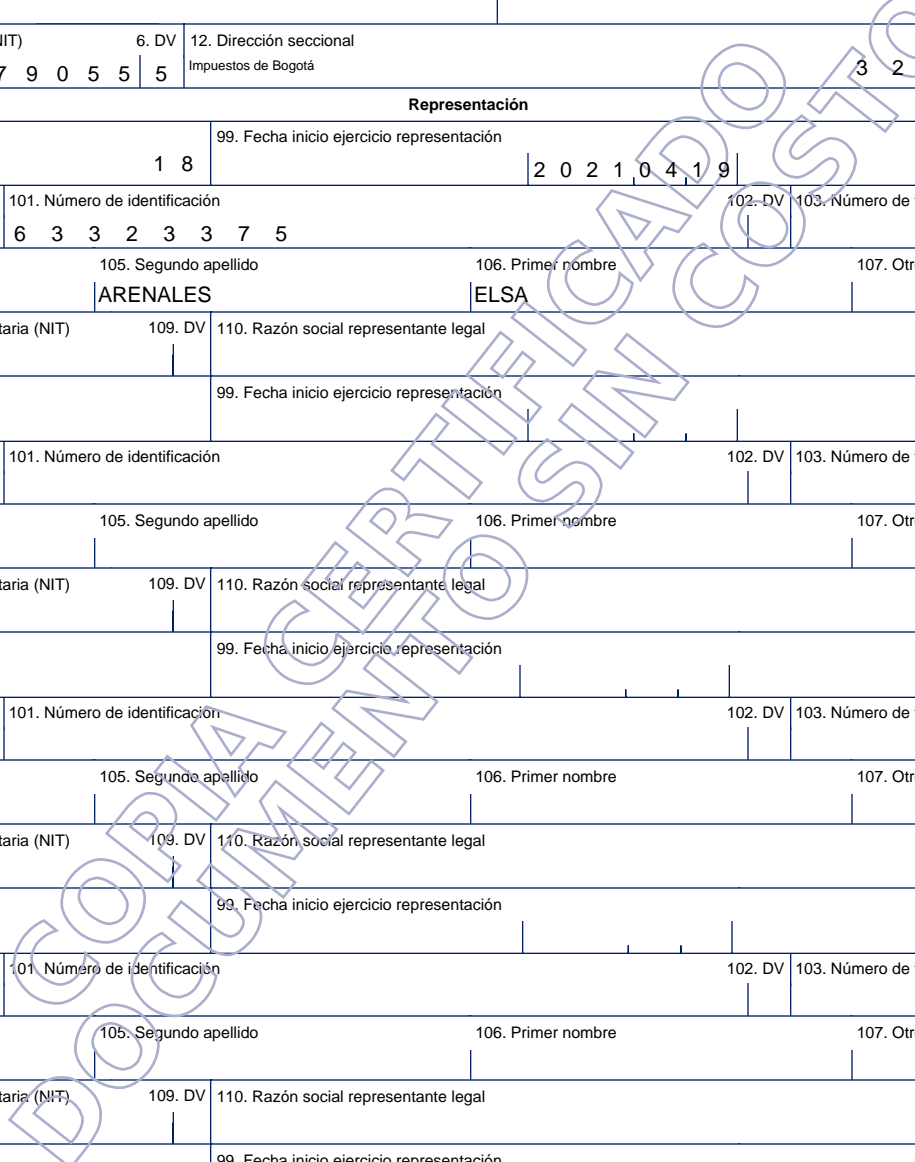 IT) 6. DV 12. Dirección seccional
7 9 0 5 5 5 Impuestos de Bogotá 3 2
Representación
99. Fecha inicio ejercicio representación
1 8 2 0 2 1 0 4 1 9
101. Número de identificación 102. DV 103. Número de
6 3 3 2 3 3 7 5
105. Segundo apellido 106. Primer nombre 107. Otr
ARENALES ELSA
taria (NIT) 109. DV 110. Razón social representante legal
99. Fecha inicio ejercicio representación
101. Número de identificación 102. DV 103. Número de
105. Segundo apellido 106. Primer nombre 107. Otr
taria (NIT) 109. DV 110. Razón social representante legal
99. Fecha inicio ejercicio representación
101. Número de identificación 102. DV 103. Número de
105. Segundo apellido 106. Primer nombre 107. Otr
taria (NIT) 109. DV 110. Razón social representante legal
99. Fecha inicio ejercicio representación
101. Número de identificación 102. DV 103. Número de
105. Segundo apellido 106. Primer nombre 107. Otr
taria (NIT) 109. DV 110. Razón social representante legal
99. Fecha inicio ejercicio representación
COPIA CERTIFICADO
DOCUMENTO SIN COSTO